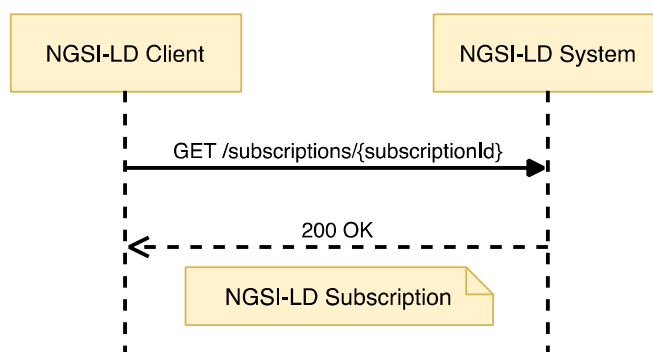 NGSI-LD Client
NGSI-LD System
GET /subscriptions/{subscriptionId}
200 OK
NGSI-LD Subscription